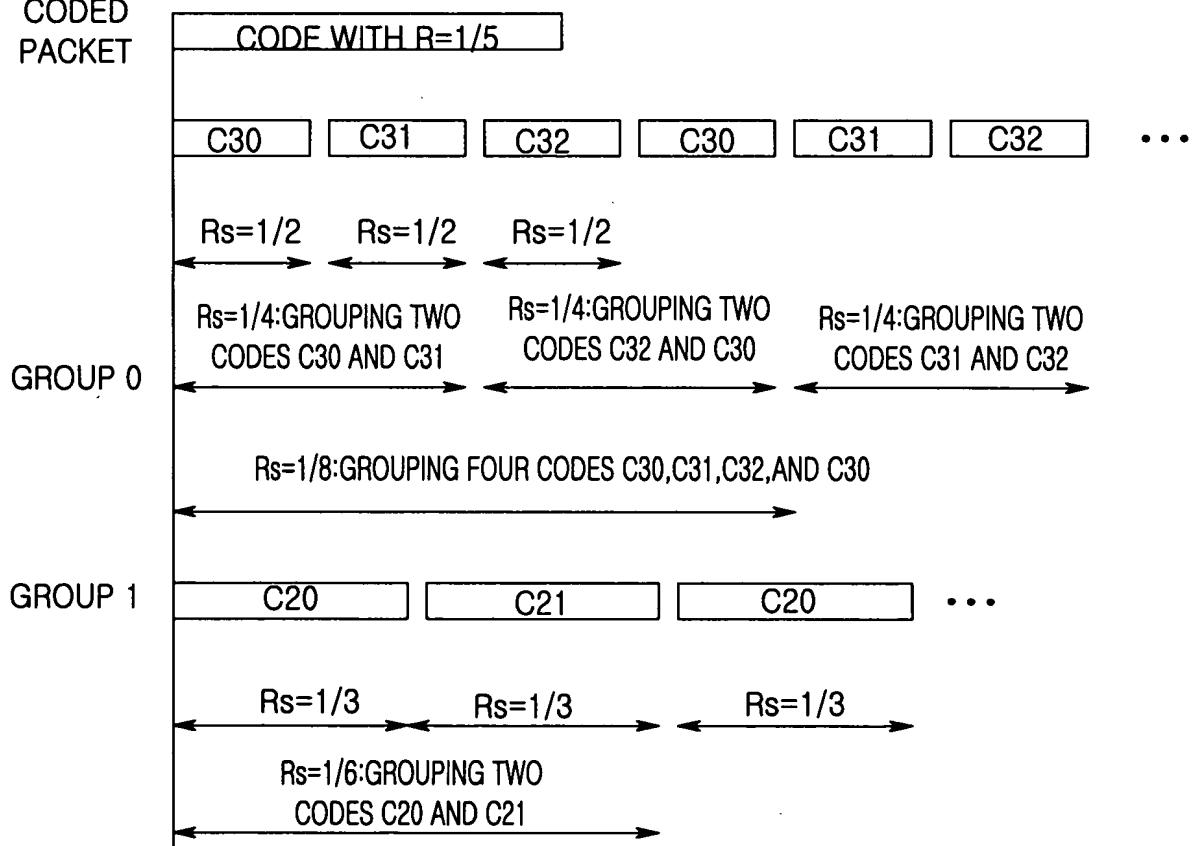 CODED
PACKET
CODE WITH R=1/5
C30 C31 C32 C30 C31 C32 •••
Rs=1/2 Rs=1/2 Rs=1/2
GROUP 0
Rs=1/4:GROUPING TWO
CODES C30 AND C31
Rs=1/4:GROUPING TWO
CODES C32 AND C30
Rs=1/4:GROUPING TWO
CODES C31 AND C32
Rs=1/8:GROUPING FOUR CODES C30,C31,C32,AND C30
GROUP 1
C20 C21 C20 •••
Rs=1/3 Rs=1/3 Rs=1/3
Rs=1/6:GROUPING TWO
CODES C20 AND C21